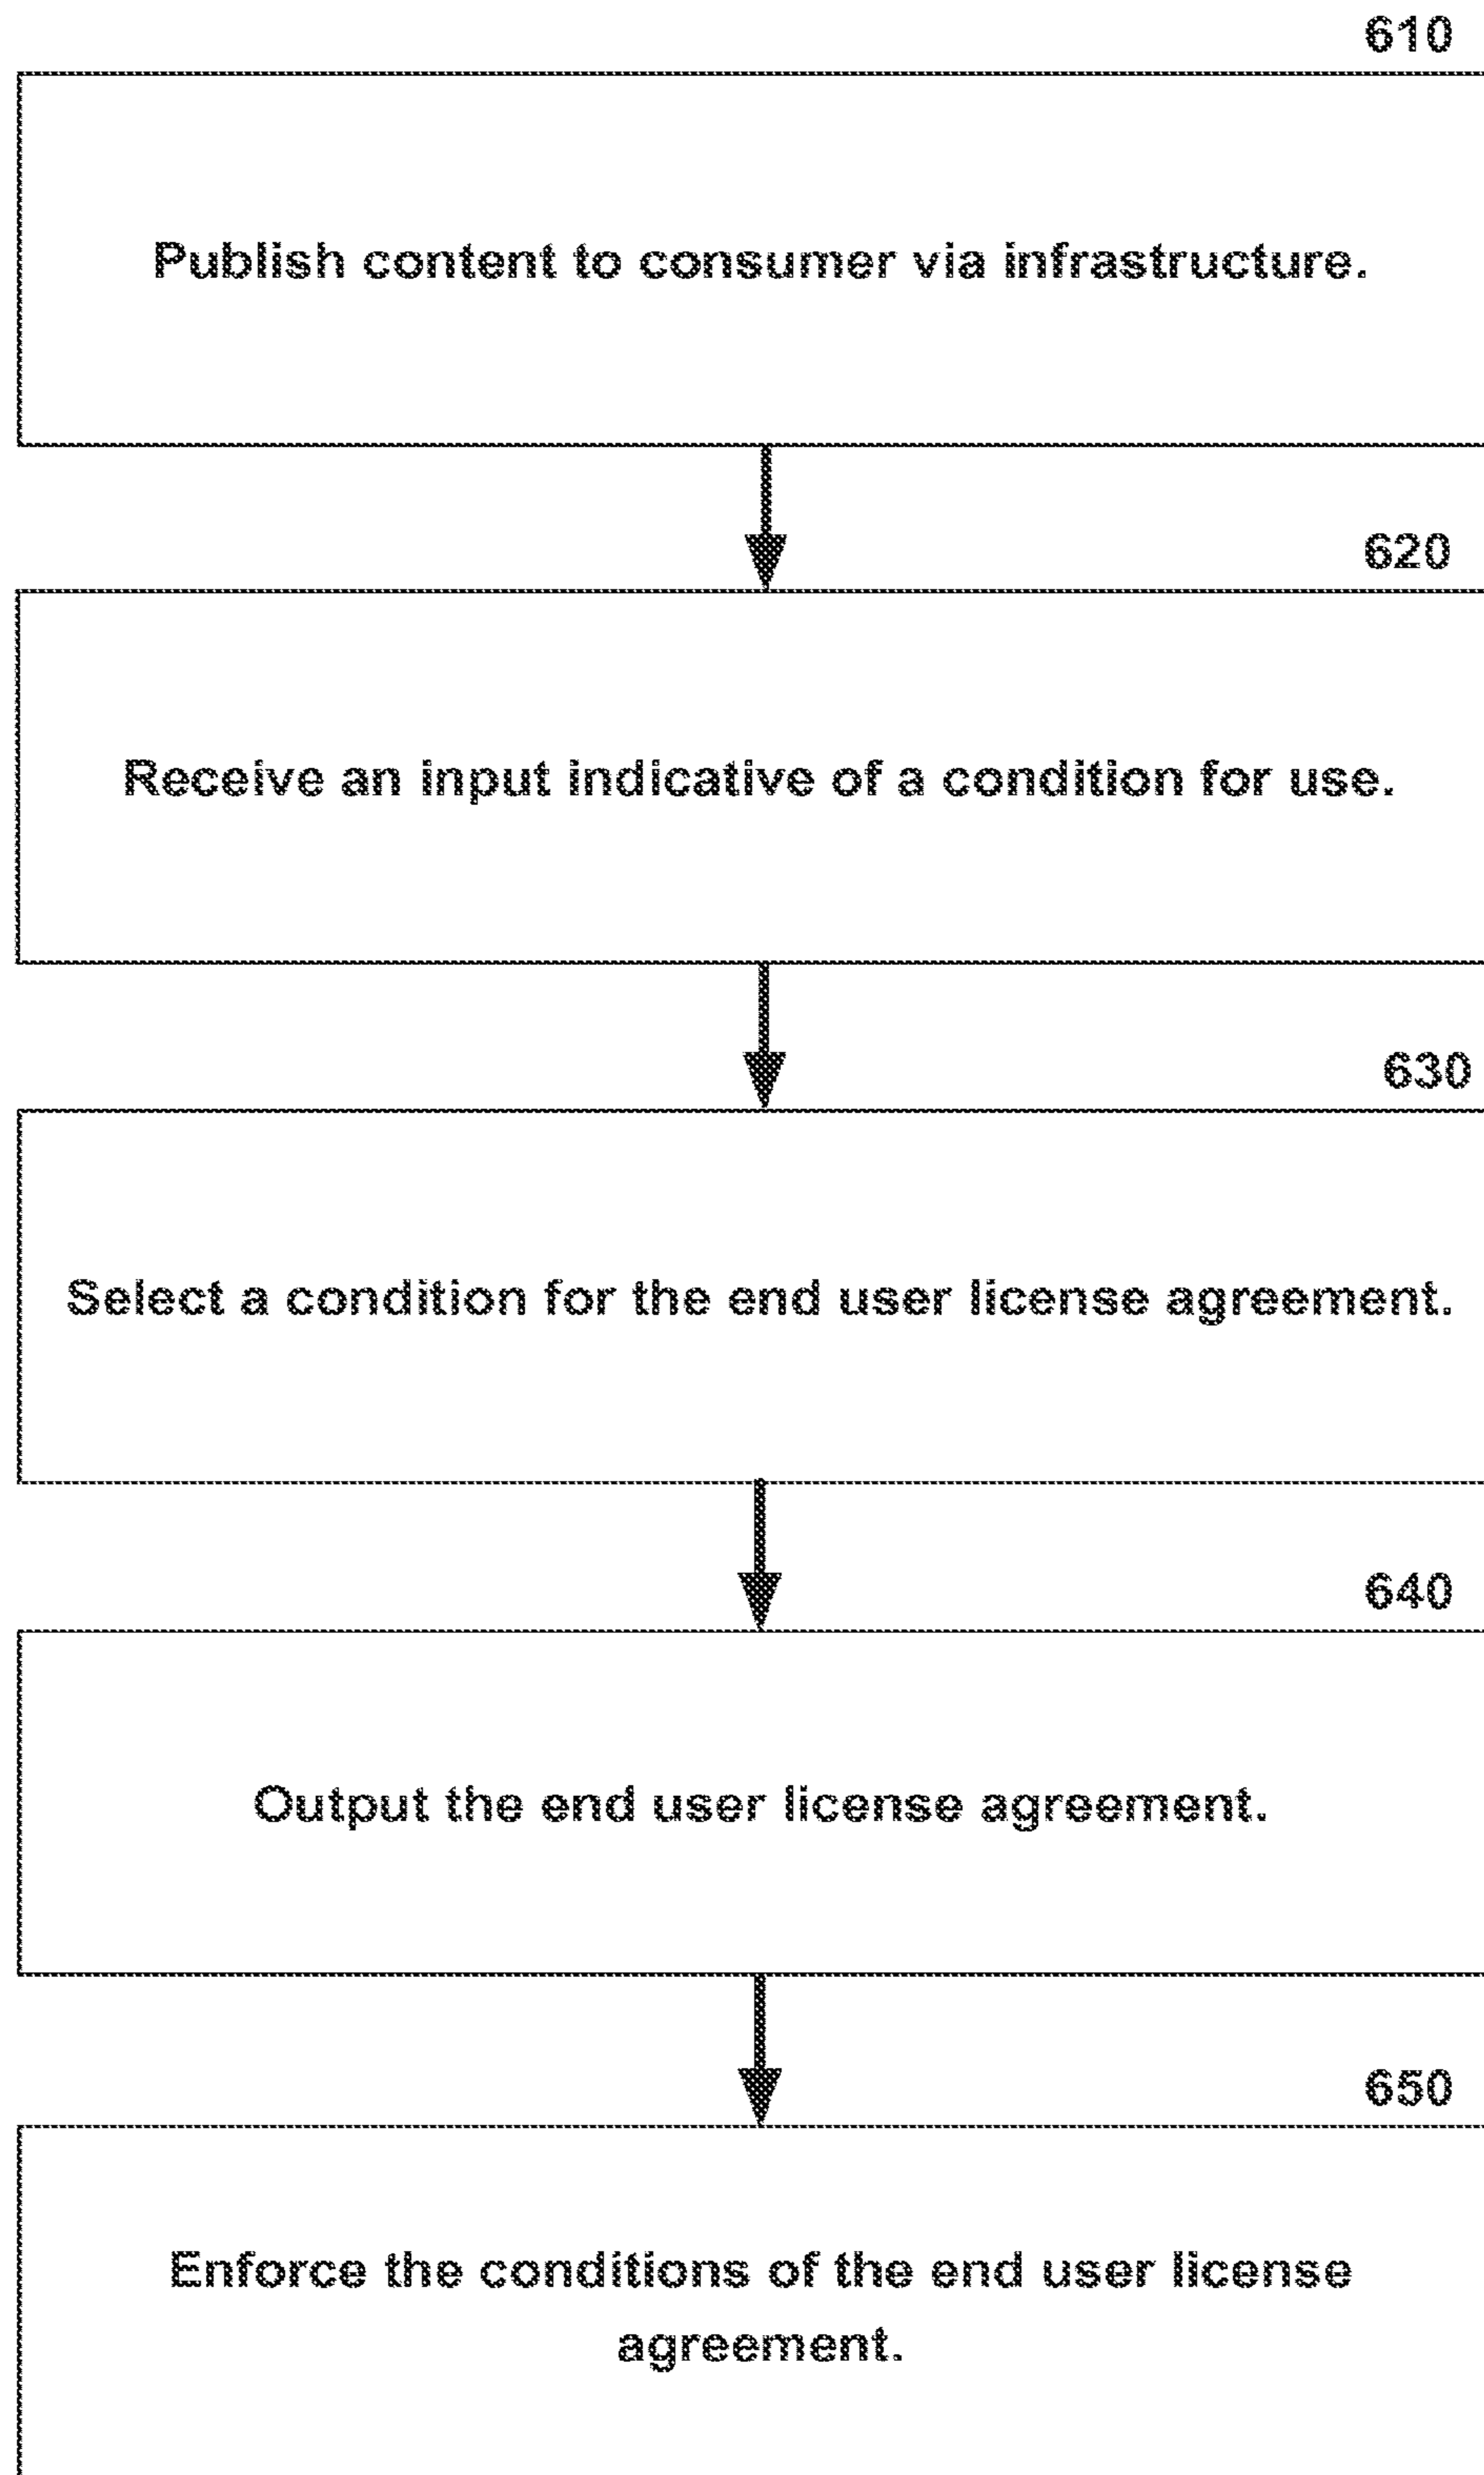 610
Publish content to consumer via infrastructure.
620
Receive an input indicative of a condition for use.
630
Select a condition for the end user license agreement.
640
Output the end user license agreement.
650
Enforce the conditions of the end user license
agreement.